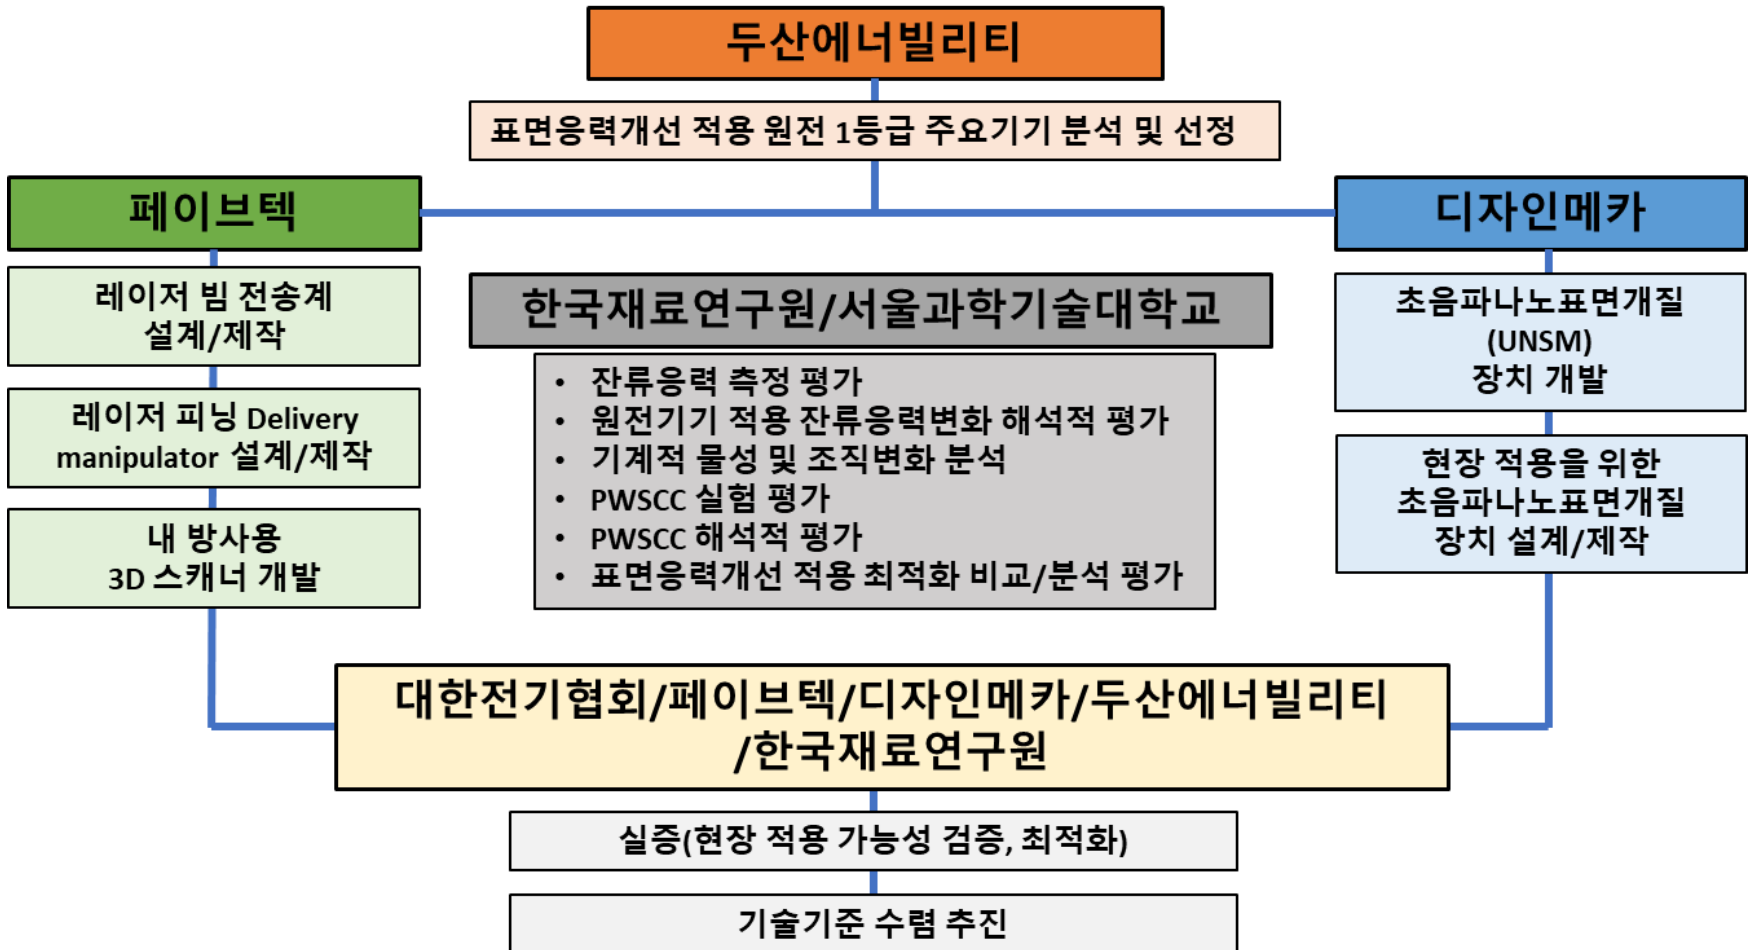 두산에너빌리티
표면응력개선 적용 원전 1등급 주요기기 분석 및 선정
페이브텍
레이저 빔 전송계
설계/제작
레이저 피닝 Delivery
manipulator 설계/제작
내 방사용
3D 스캐너 개발
한국재료연구원/서울과학기술대학교
• 잔류응력 측정 평가
• 원전기기 적용 잔류응력변화 해석적 평가
• 기계적 물성 및 조직변화 분석
• PWSCC 실험 평가
• PWSCC 해석적 평가
• 표면응력개선 적용 최적화 비교/분석 평가
디자인메카
초음파나노표면개질
(UNSM)
장치 개발
현장 적용을 위한
초음파나노표면개질
장치 설계/제작
대한전기협회/페이브텍/디자인메카/두산에너빌리티
/한국재료연구원
실증(현장 적용 가능성 검증, 최적화)
기술기준 수렴 추진